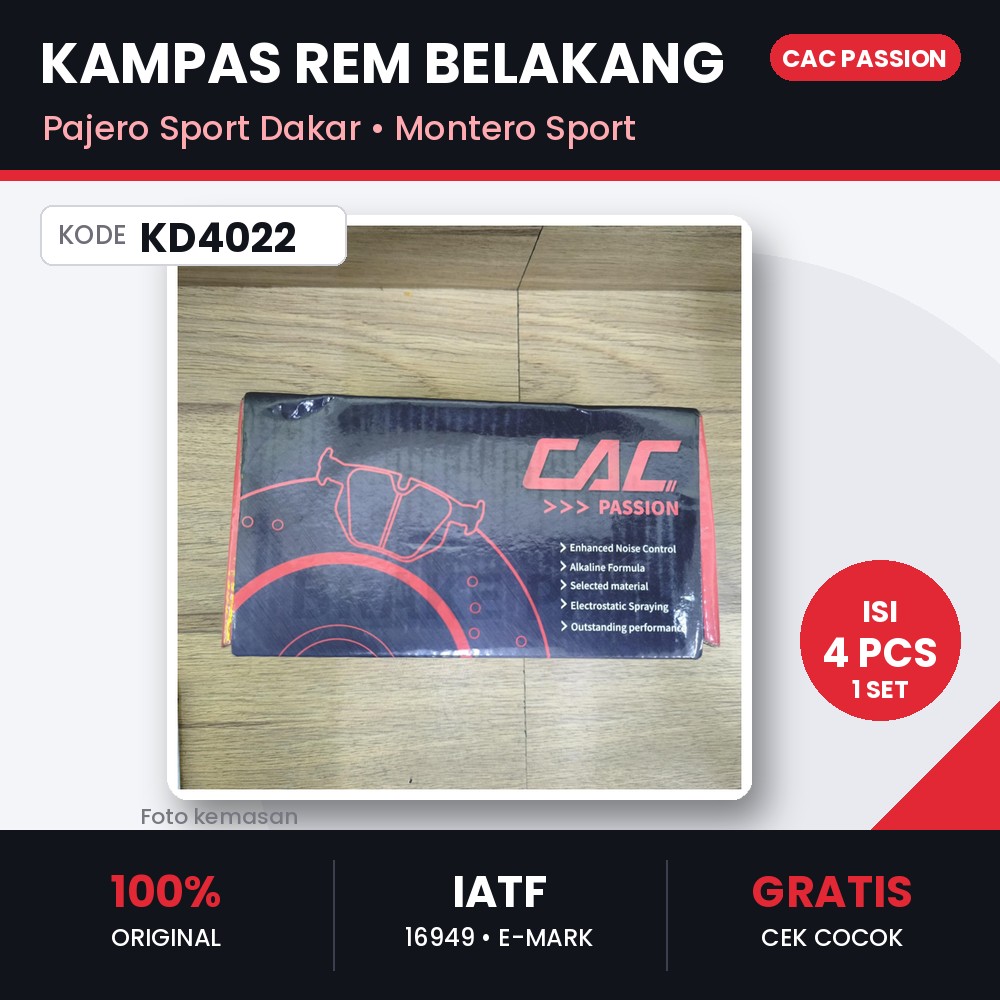 KAMPAS REM BELAKANG
CAC PASSION
Pajero Sport Dakar • Montero Sport
KODE KD4022
CAC
>>> PASSION
> Enhanced Noise Control
> Alkaline Formula
> Selected material
> Electrostatic Spraying
> Outstanding performanc
ISI
4 PCS
1 SET
Foto kemasan
100%
ORIGINAL
IATF
16949 • E-MARK
GRATIS
CEK COCOK